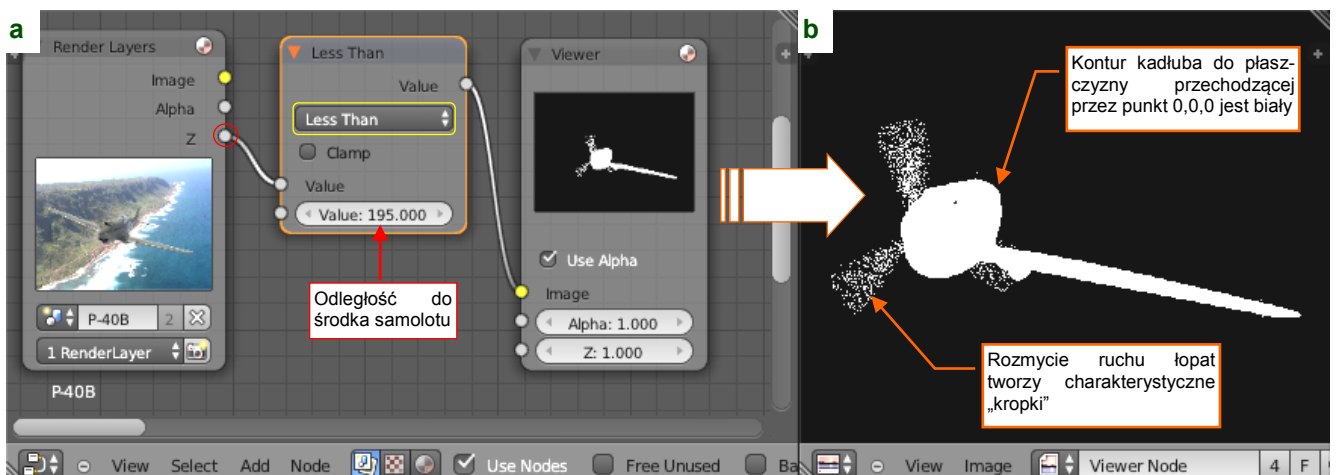 a
Render Layers
Image
Alpha
Z
P-40B
2
1 RenderLayer
P-40B
Less Than
Value
Less Than
Clamp
Value
Value: 195.000
Odległość do
środka samolotu
Viewer
Use Alpha
Image
Alpha: 1.000
Z: 1.000
View Select Add Node Use Nodes Free Unused Ba
b
Kontur kadłuba do płasz-
czyzny przechodzącej
przez punkt 0,0,0 jest biały
Rozmycie ruchu łopat
tworzy charakterystyczne
„kropki”
View Image Viewer Node 4 F